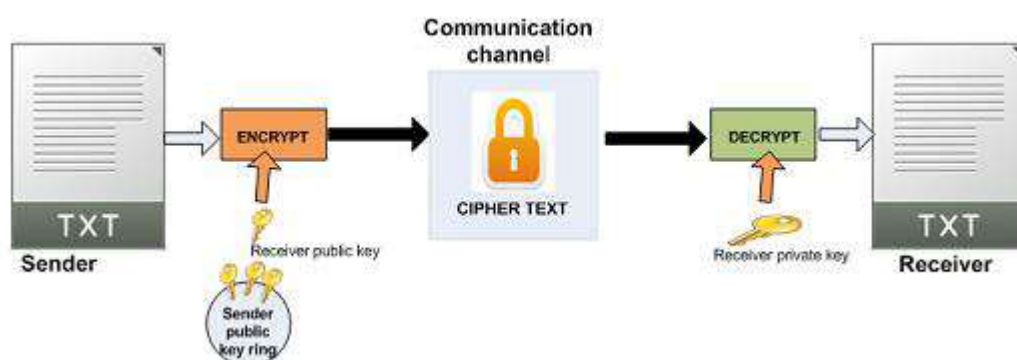 Communication
channel
TXT
Sender
ENCRYPT
Receiver public key
Sender
public
key ring
CIPHER TEXT
DECRYPT
Receiver private key
TXT
Receiver